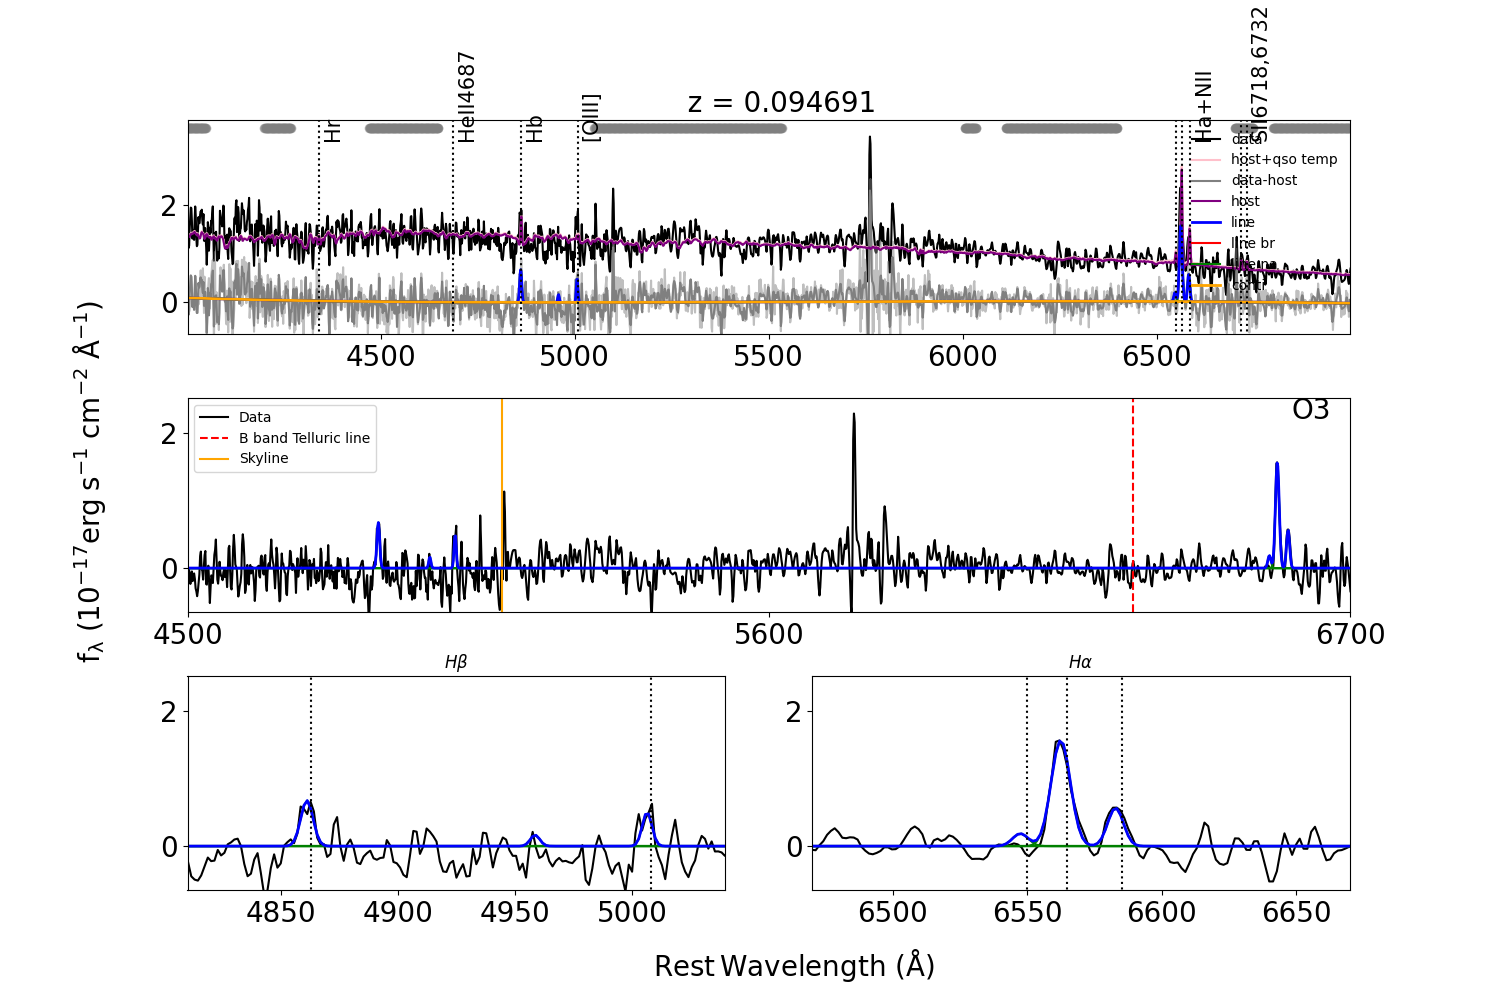 z = 0.094691
Hr
HeII4687
Hb
[OIII]
Ha+NII
SII6718,6732
data
host+qso temp
data-host
host
line
line br
conti
2
0
4500 5000 5500 6000 6500
Data
B band Telluric line
Skyline
O3
2
0
4500 5600 6700
fλ (10−17erg s−1 cm−2 Å−1)
Hβ
Hα
2
0
4850 4900 4950 5000
2
0
6500 6550 6600 6650
Rest Wavelength (Å)